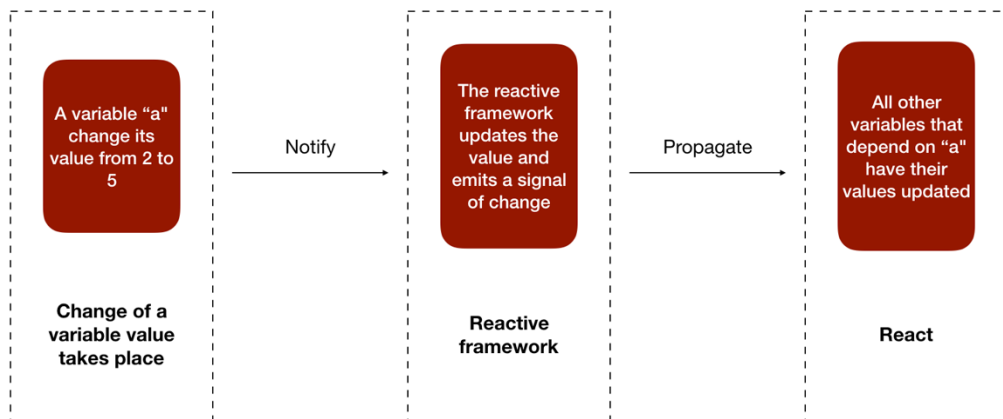 A variable “a"
change its
value from 2 to
5
Notify
The reactive
framework
updates the
value and
emits a signal
of change
Propagate
All other
variables that
depend on “a"
have their
values updated
Change of a
variable value
takes place
Reactive
framework
React